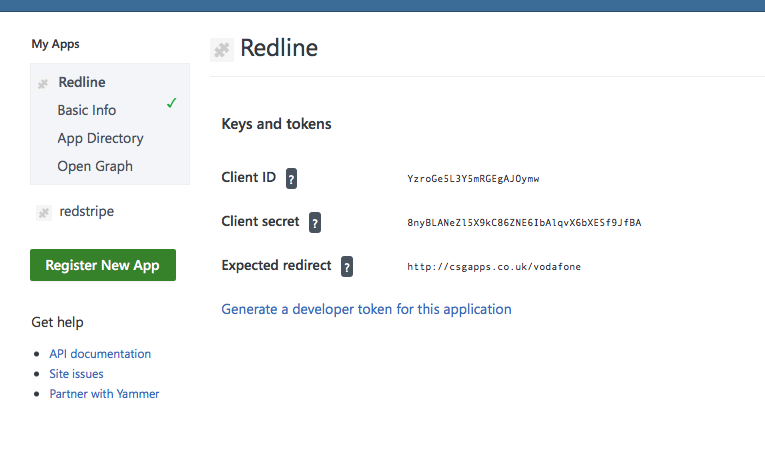 My Apps
Redline
Basic Info ✓
App Directory
Open Graph
redstripe
Register New App
Get help
API documentation
Site issues
Partner with Yammer
Redline
Keys and tokens
Client ID ? YzroGe5L3Y5mRGEgAJOymw
Client secret ? 8nyBLANeZl5X9kC86ZNE6IbAlqvX6bXESf9JfBA
Expected redirect ? http://csgapps.co.uk/vodafone
Generate a developer token for this application